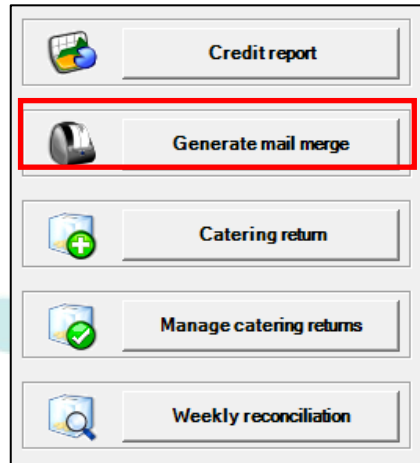 Credit report
Generate mail merge
Catering return
Manage catering returns
Weekly reconciliation